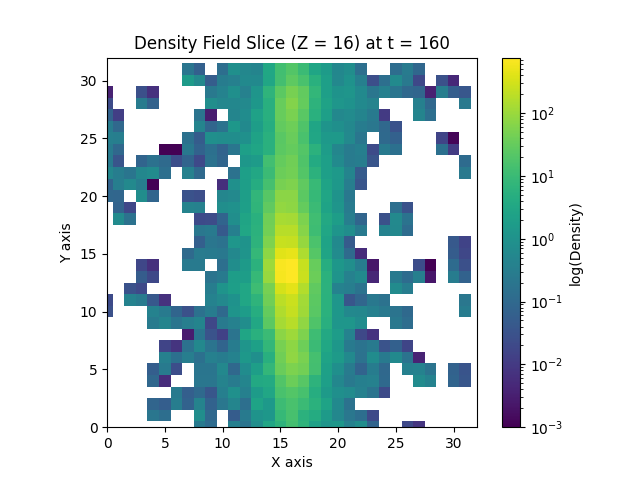 Density Field Slice (Z = 16) at t = 160
30
25
20
15
10
5
0
Y axis
0 5 10 15 20 25 30
X axis
10²
10¹
10⁰
10⁻¹
10⁻²
10⁻³
log(Density)